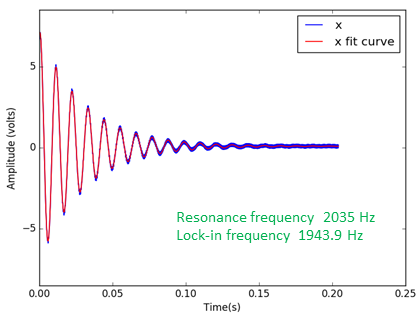 x
x fit curve
Amplitude (volts)
5
0
−5
Resonance frequency 2035 Hz
Lock-in frequency 1943.9 Hz
0.00 0.05 0.10 0.15 0.20 0.25
Time(s)